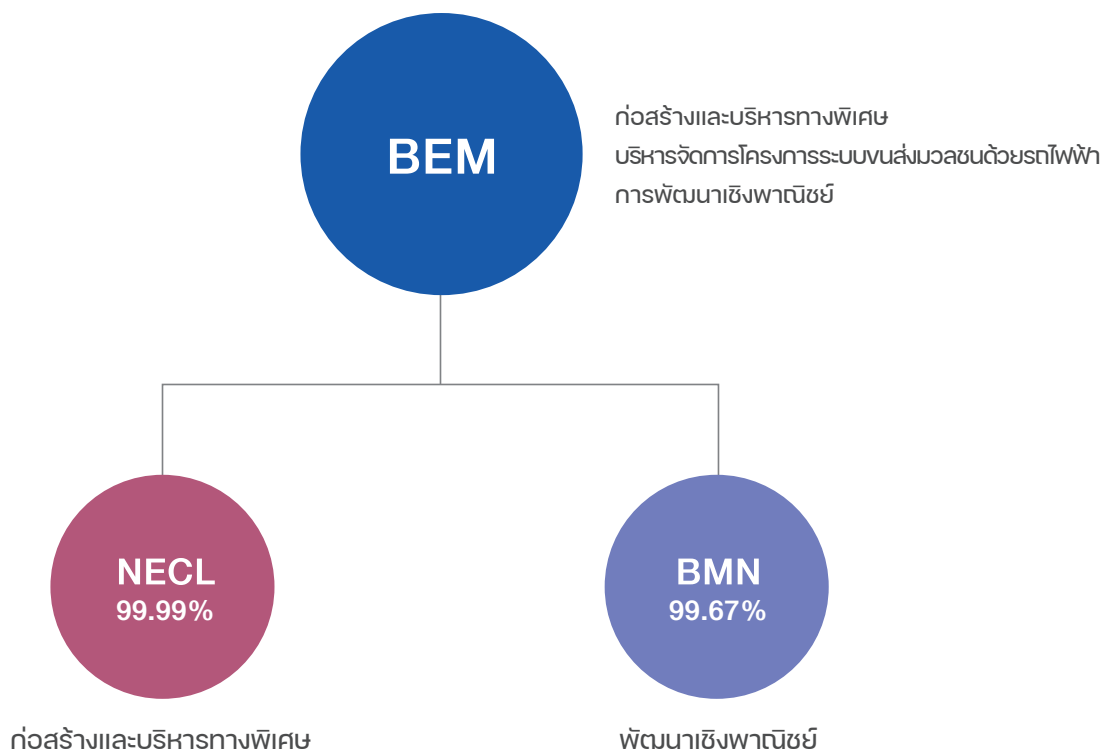 BEM
ก่อสร้างและบริหารทางพิเศษ
บริหารจัดการโครงการระบบขนส่งมวลชนด้วยรถไฟฟ้า
การพัฒนาเชิงพาณิชย์
NECL
99.99%
BMN
99.67%
ก่อสร้างและบริหารทางพิเศษ
พัฒนาเชิงพาณิชย์